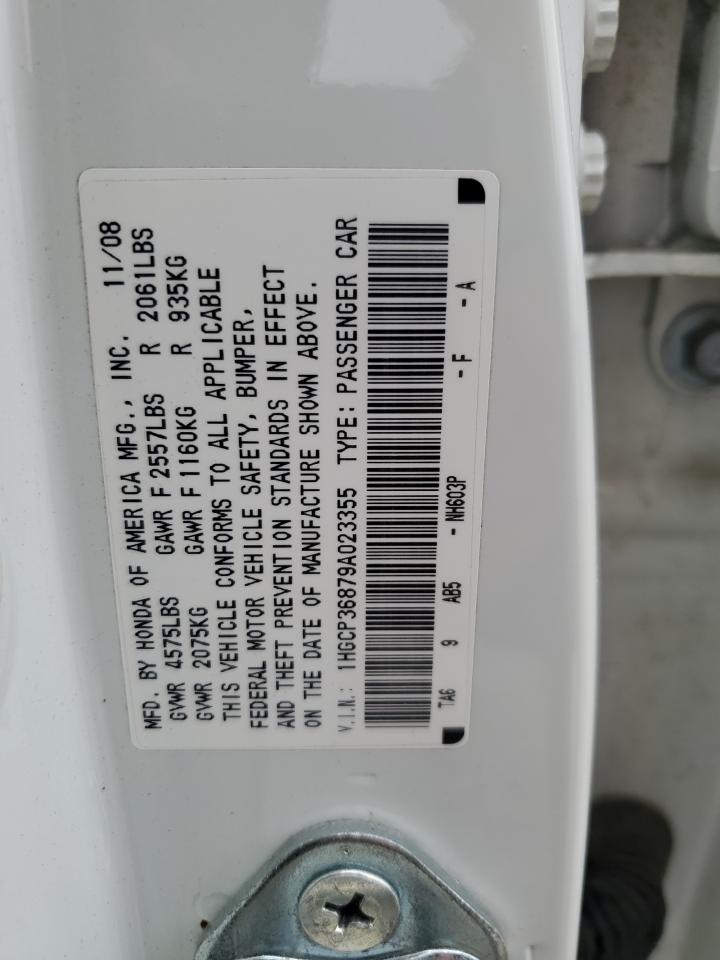 MFD. BY HONDA OF AMERICA MFG., INC. 11/08
GVWR 4575LBS GAWR F 2557LBS R 2061LBS
GVWR 2075KG GAWR F 1160KG R 935KG
THIS VEHICLE CONFORMS TO ALL APPLICABLE
FEDERAL MOTOR VEHICLE SAFETY, BUMPER,
AND THEFT PREVENTION STANDARDS IN EFFECT
ON THE DATE OF MANUFACTURE SHOWN ABOVE.
V.I.N.: 1HGCP36879A023355 TYPE: PASSENGER CAR
TA6 9 AB5 - NH603P - F - A